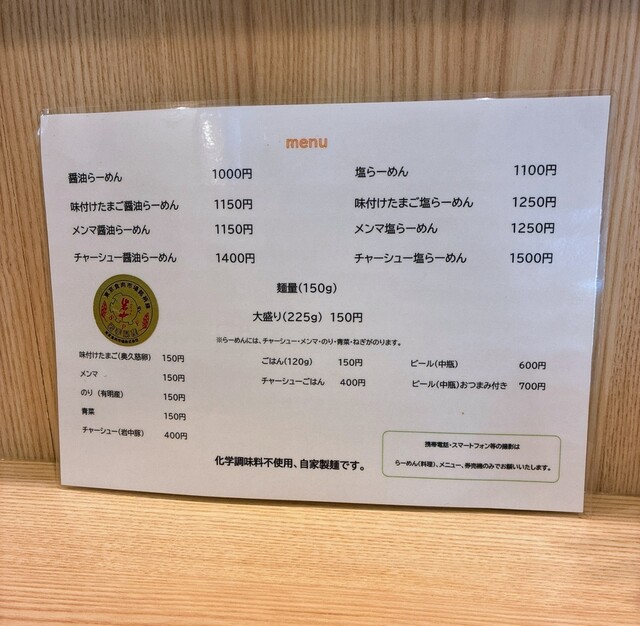 menu
醤油らーめん 1000円
味付けたまご醤油らーめん 1150円
メンマ醤油らーめん 1150円
チャーシュー醤油らーめん 1400円
塩らーめん 1100円
味付けたまご塩らーめん 1250円
メンマ塩らーめん 1250円
チャーシュー塩らーめん 1500円
麺量(150g)
大盛り(225g) 150円
※らーめんには、チャーシュー・メンマ・のり・青菜・ねぎがのります。
味付けたまご(奥久慈卵) 150円
メンマ 150円
のり (有明産) 150円
青菜 150円
チャーシュー(岩中豚) 400円
ごはん(120g) 150円
チャーシューごはん 400円
ビール(中瓶) 600円
ビール(中瓶)おつまみ付き 700円
化学調味料不使用、自家製麺です。
携帯電話・スマートフォン等の撮影は
らーめん(料理)、メニュー、券売機のみでお願いいたします。